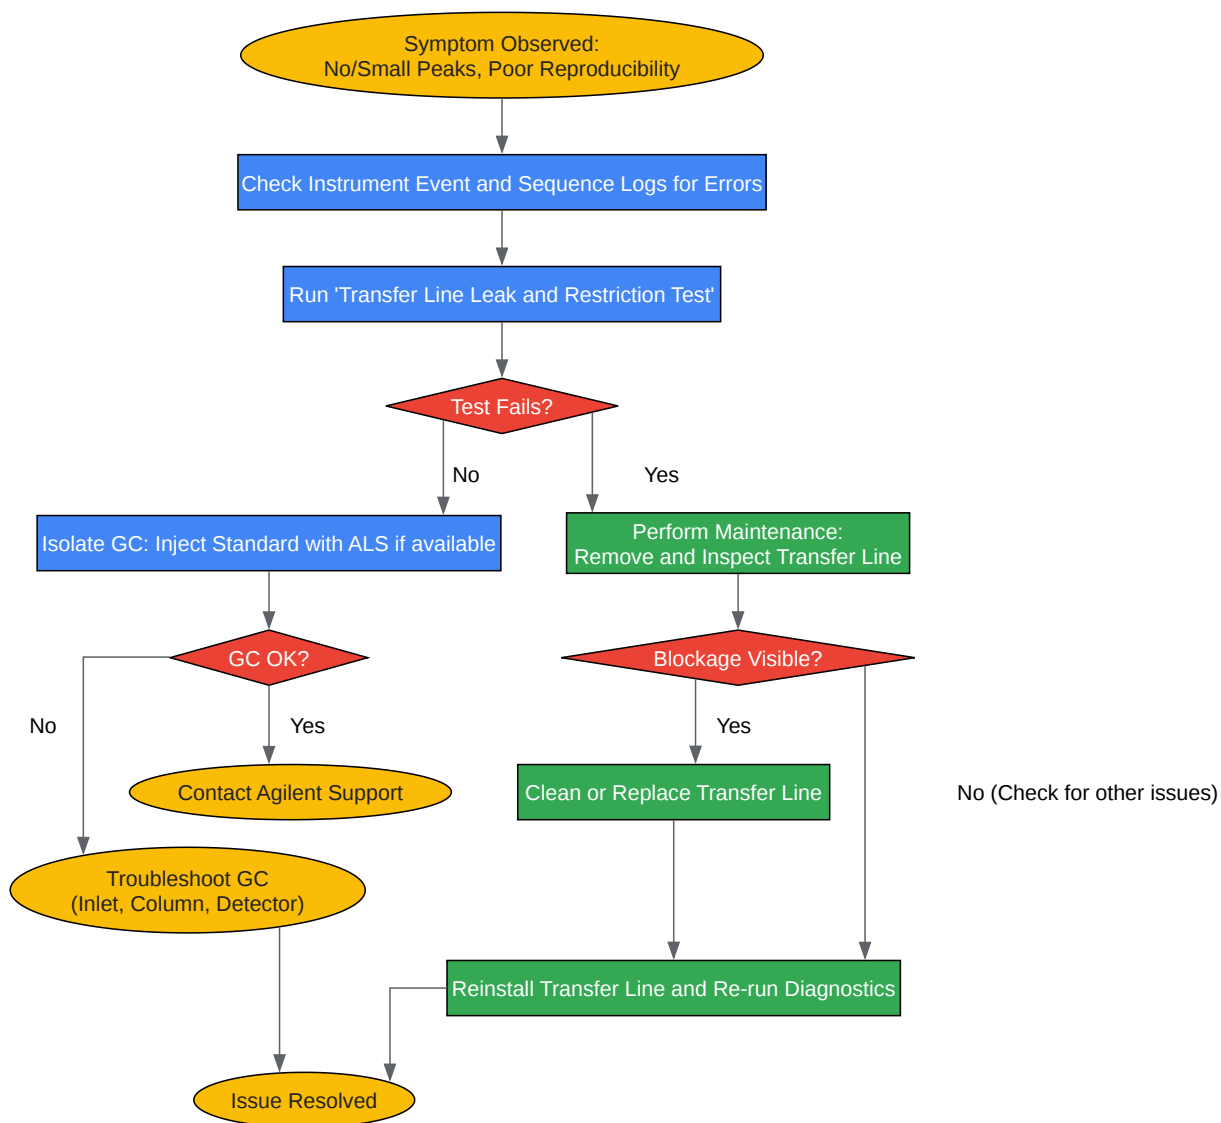 Symptom Observed:
No/Small Peaks, Poor Reproducibility
Check Instrument Event and Sequence Logs for Errors
Run 'Transfer Line Leak and Restriction Test'
Test Fails?
No
Yes
Isolate GC: Inject Standard with ALS if available
Perform Maintenance:
Remove and Inspect Transfer Line
GC OK?
Blockage Visible?
No
Yes
Yes
Contact Agilent Support
Clean or Replace Transfer Line
No (Check for other issues)
Troubleshoot GC
(Inlet, Column, Detector)
Reinstall Transfer Line and Re-run Diagnostics
Issue Resolved